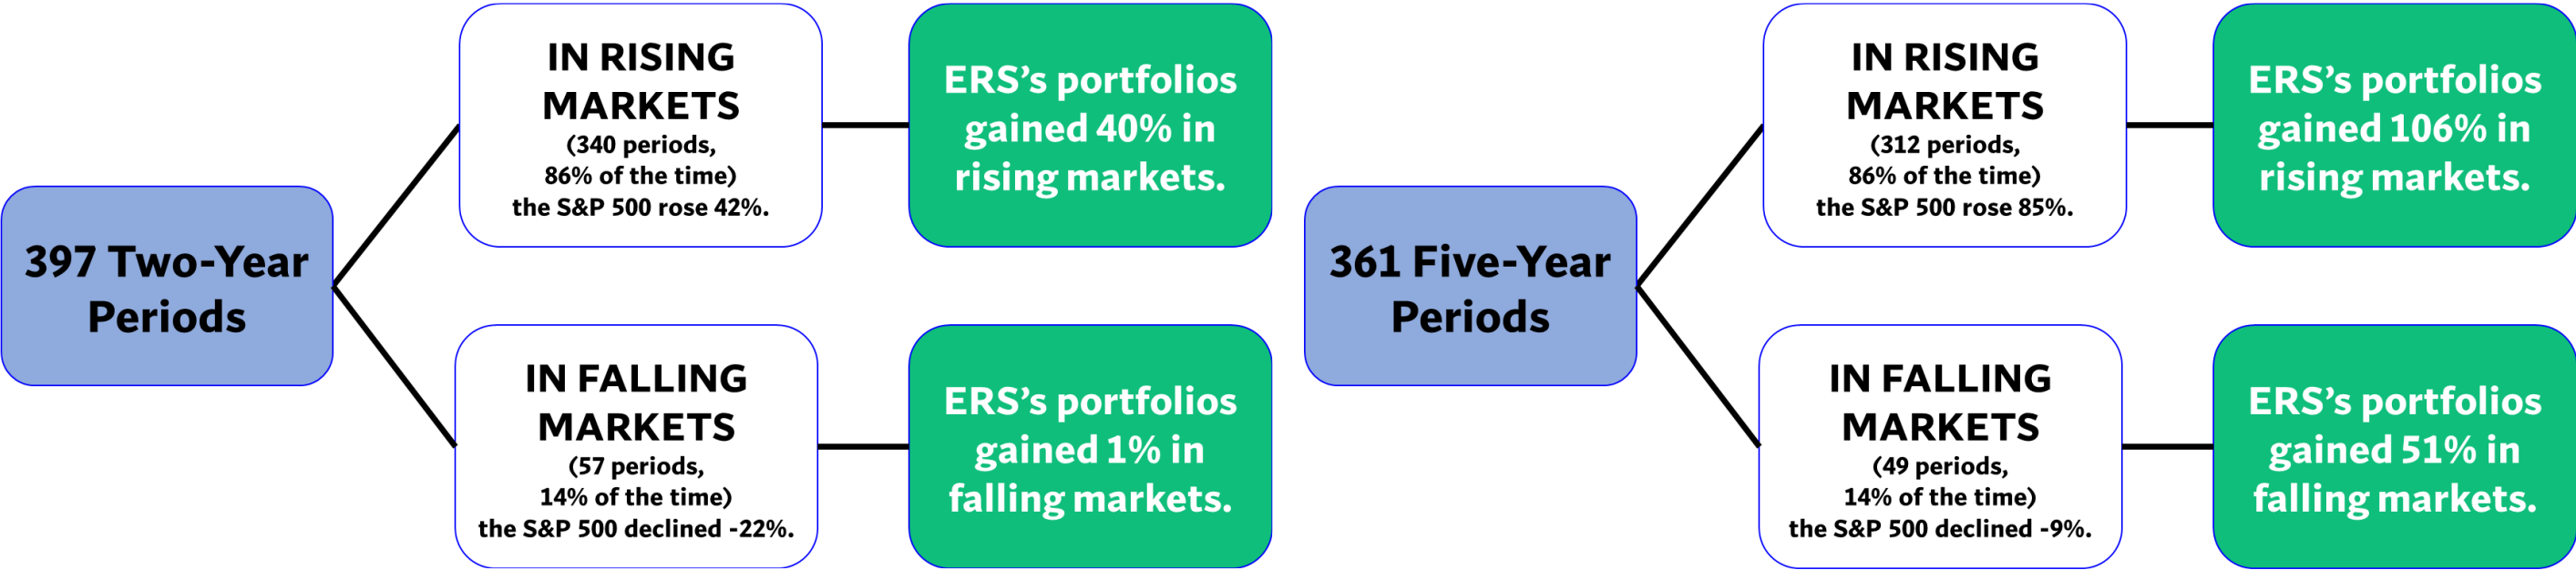 397 Two-Year
Periods
IN RISING
MARKETS
(340 periods,
86% of the time)
the S&P 500 rose 42%.
ERS’s portfolios
gained 40% in
rising markets.
IN FALLING
MARKETS
(57 periods,
14% of the time)
the S&P 500 declined -22%.
ERS’s portfolios
gained 1% in
falling markets.
361 Five-Year
Periods
IN RISING
MARKETS
(312 periods,
86% of the time)
the S&P 500 rose 85%.
ERS’s portfolios
gained 106% in
rising markets.
IN FALLING
MARKETS
(49 periods,
14% of the time)
the S&P 500 declined -9%.
ERS’s portfolios
gained 51% in
falling markets.